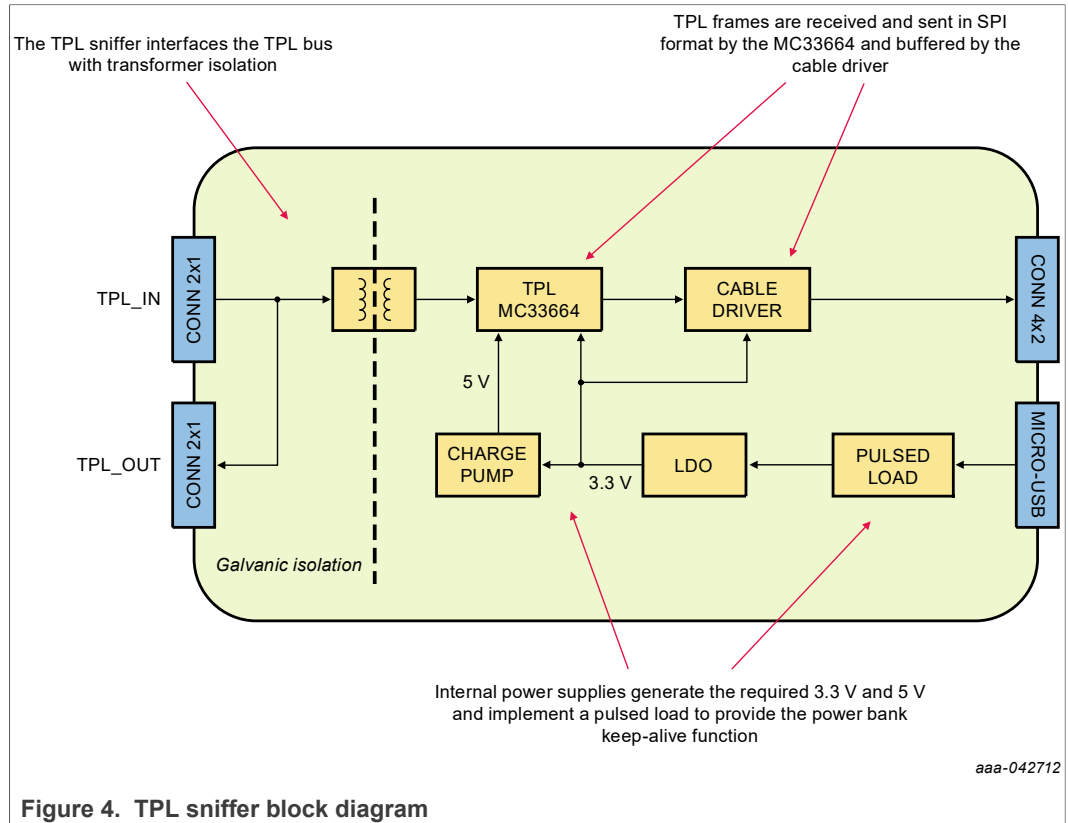 The TPL sniffer interfaces the TPL bus
with transformer isolation
TPL frames are received and sent in SPI
format by the MC33664 and buffered by the
cable driver
TPL_IN
CONN 2x1
TPL
MC33664
CABLE
DRIVER
CONN 4x2
5 V
TPL_OUT
CONN 2x1
CHARGE
PUMP
3.3 V
LDO
PULSED
LOAD
MICRO-USB
Galvanic isolation
Internal power supplies generate the required 3.3 V and 5 V
and implement a pulsed load to provide the power bank
keep-alive function
aaa-042712
Figure 4. TPL sniffer block diagram